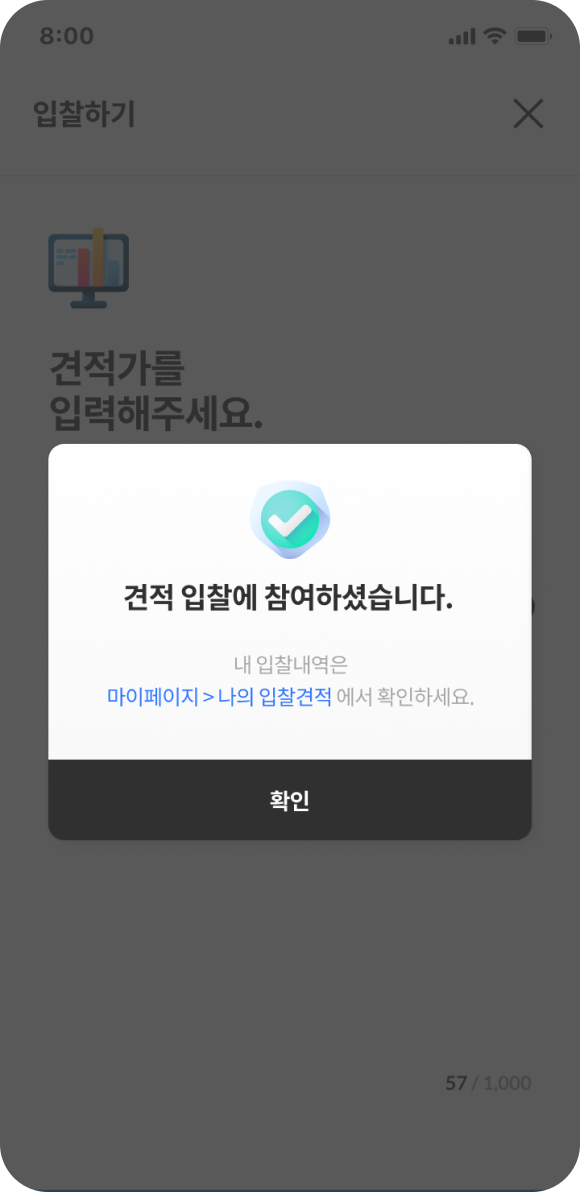 8:00
입찰하기
견적가를
입력해주세요.
견적 입찰에 참여하셨습니다.
내 입찰내역은
마이페이지 > 나의 입찰견적 에서 확인하세요.
확인
57 / 1,000